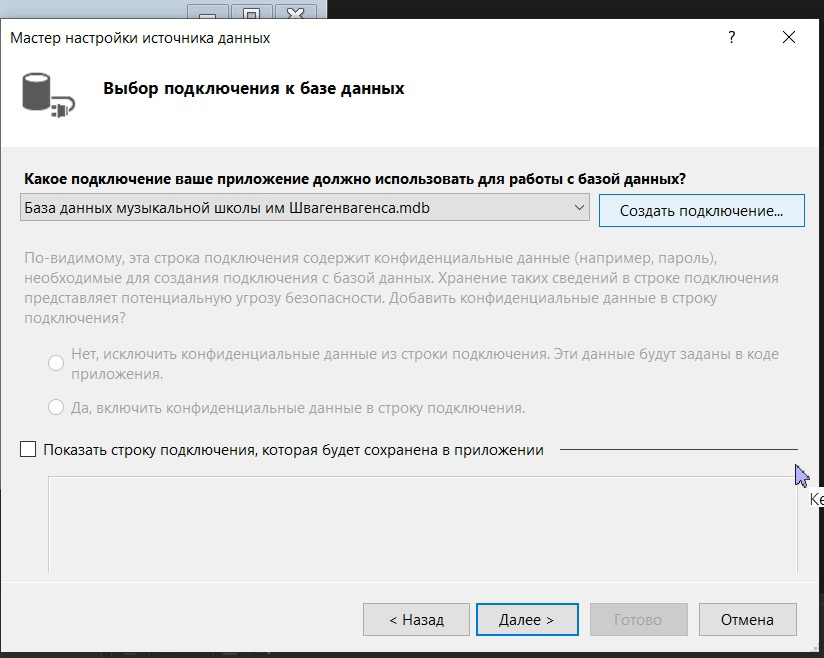 Мастер настройки источника данных
?
Выбор подключения к базе данных
Какое подключение ваше приложение должно использовать для работы с базой данных?
База данных музыкальной школы им Швагенвагенса.mdb
Создать подключение...
По-видимому, эта строка подключения содержит конфиденциальные данные (например, пароль),
необходимые для создания подключения с базой данных. Хранение таких сведений в строке подключения
представляет потенциальную угрозу безопасности. Добавить конфиденциальные данные в строку
подключения?
Нет, исключить конфиденциальные данные из строки подключения. Эти данные будут заданы в коде
приложения.
Да, включить конфиденциальные данные в строку подключения.
Показать строку подключения, которая будет сохранена в приложении
< Назад
Далее >
Готово
Отмена